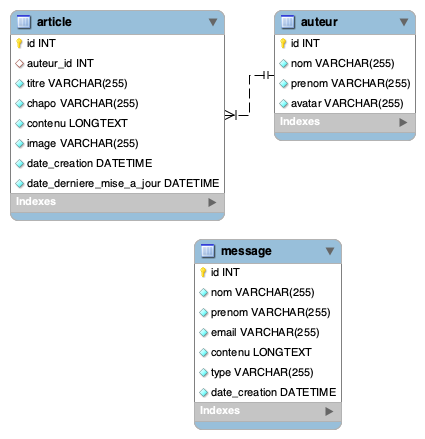 article
id INT
auteur_id INT
titre VARCHAR(255)
chapo VARCHAR(255)
contenu LONGTEXT
image VARCHAR(255)
date_creation DATETIME
date_derniere_mise_a_jour DATETIME
Indexes
auteur
id INT
nom VARCHAR(255)
prenom VARCHAR(255)
avatar VARCHAR(255)
Indexes
message
id INT
nom VARCHAR(255)
prenom VARCHAR(255)
email VARCHAR(255)
contenu LONGTEXT
type VARCHAR(255)
date_creation DATETIME
Indexes